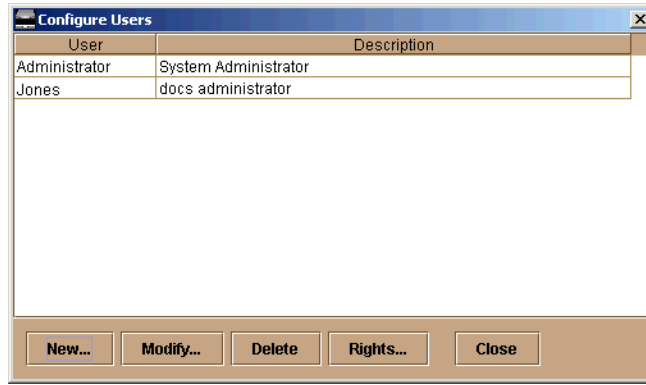 Configure Users
User Description
Administrator System Administrator
Jones docs administrator
New... Modify... Delete Rights... Close